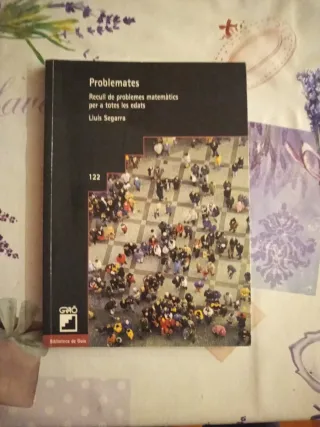 Problemates
Recull de problemes matemàtics
per a totes les edats
Lluís Segarra
122
GRAÓ
Biblioteca de Guix